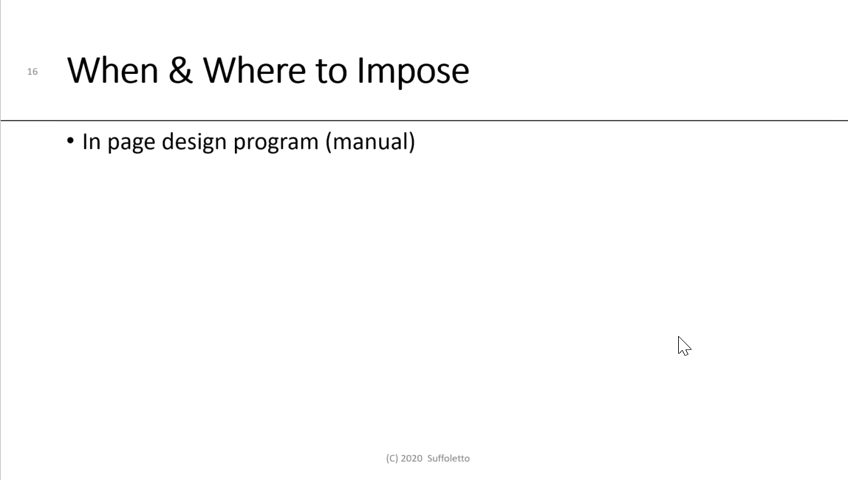 16
When & Where to Impose
• In page design program (manual)
(C) 2020 Suffoletto